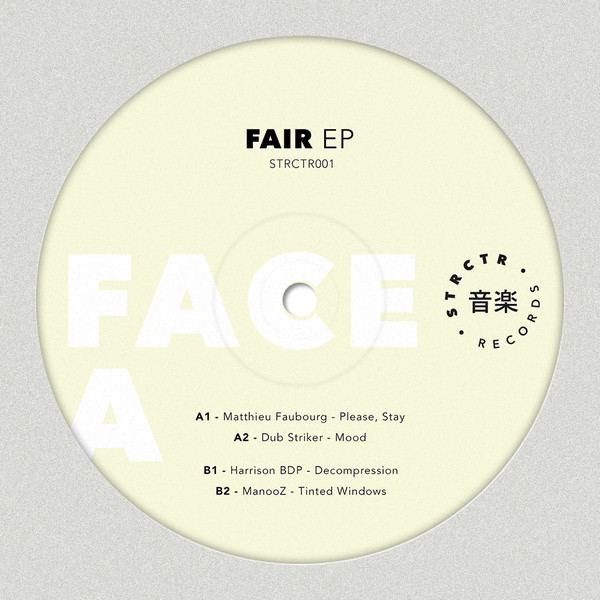 FAIR EP
STRCTR001
FACE
A
• STRCTR •
音楽
RECORDS
A1 - Matthieu Faubourg - Please, Stay
A2 - Dub Striker - Mood
B1 - Harrison BDP - Decompression
B2 - ManooZ - Tinted Windows